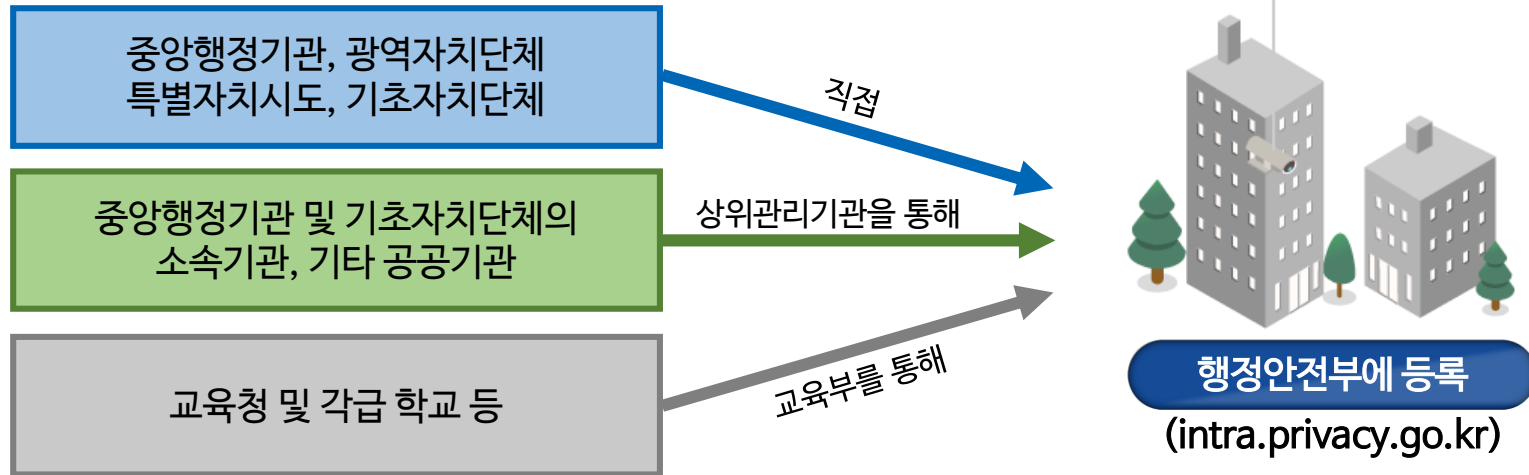 중앙행정기관, 광역자치단체
특별자치시도, 기초자치단체
직접
중앙행정기관 및 기초자치단체의
소속기관, 기타 공공기관
상위관리기관을 통해
교육청 및 각급 학교 등
교육부를 통해
행정안전부에 등록
(intra.privacy.go.kr)